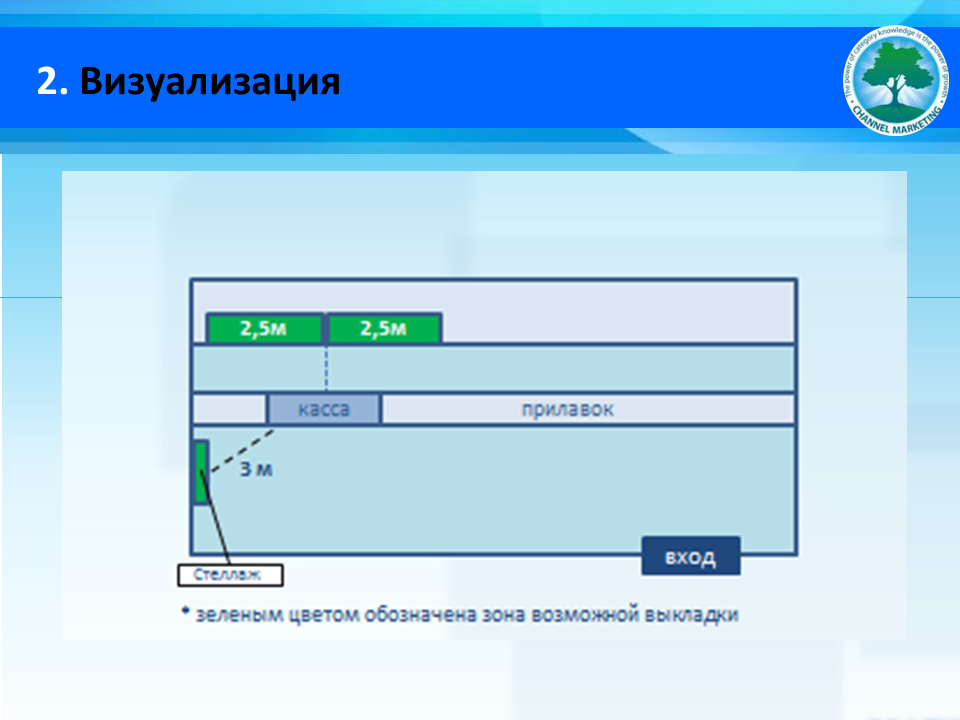 2. Визуализация
The power of category knowledge is the power of growth
• CHANNEL MARKETING •
2,5м 2,5м
касса прилавок
3 м
вход
Стеллаж
* зеленым цветом обозначена зона возможной выкладки